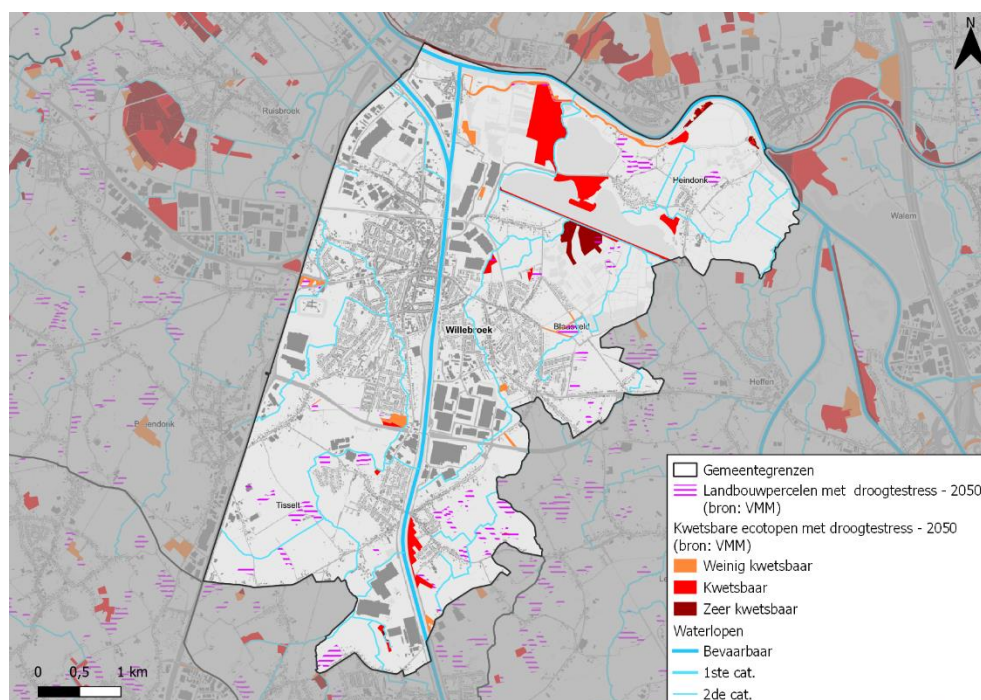 N
Ruisbroek
Heindonk
Walem
Willebroek
Blaasveld
Heffen
Tisselt
Gemeentegrenzen
Landbouwpercelen met droogtestress - 2050
(bron: VMM)
Kwetsbare ecotopen met droogtestress - 2050
(bron: VMM)
Weinig kwetsbaar
Kwetsbaar
Zeer kwetsbaar
Waterlopen
Bevaarbaar
1ste cat.
2de cat.
0 0,5 1 km